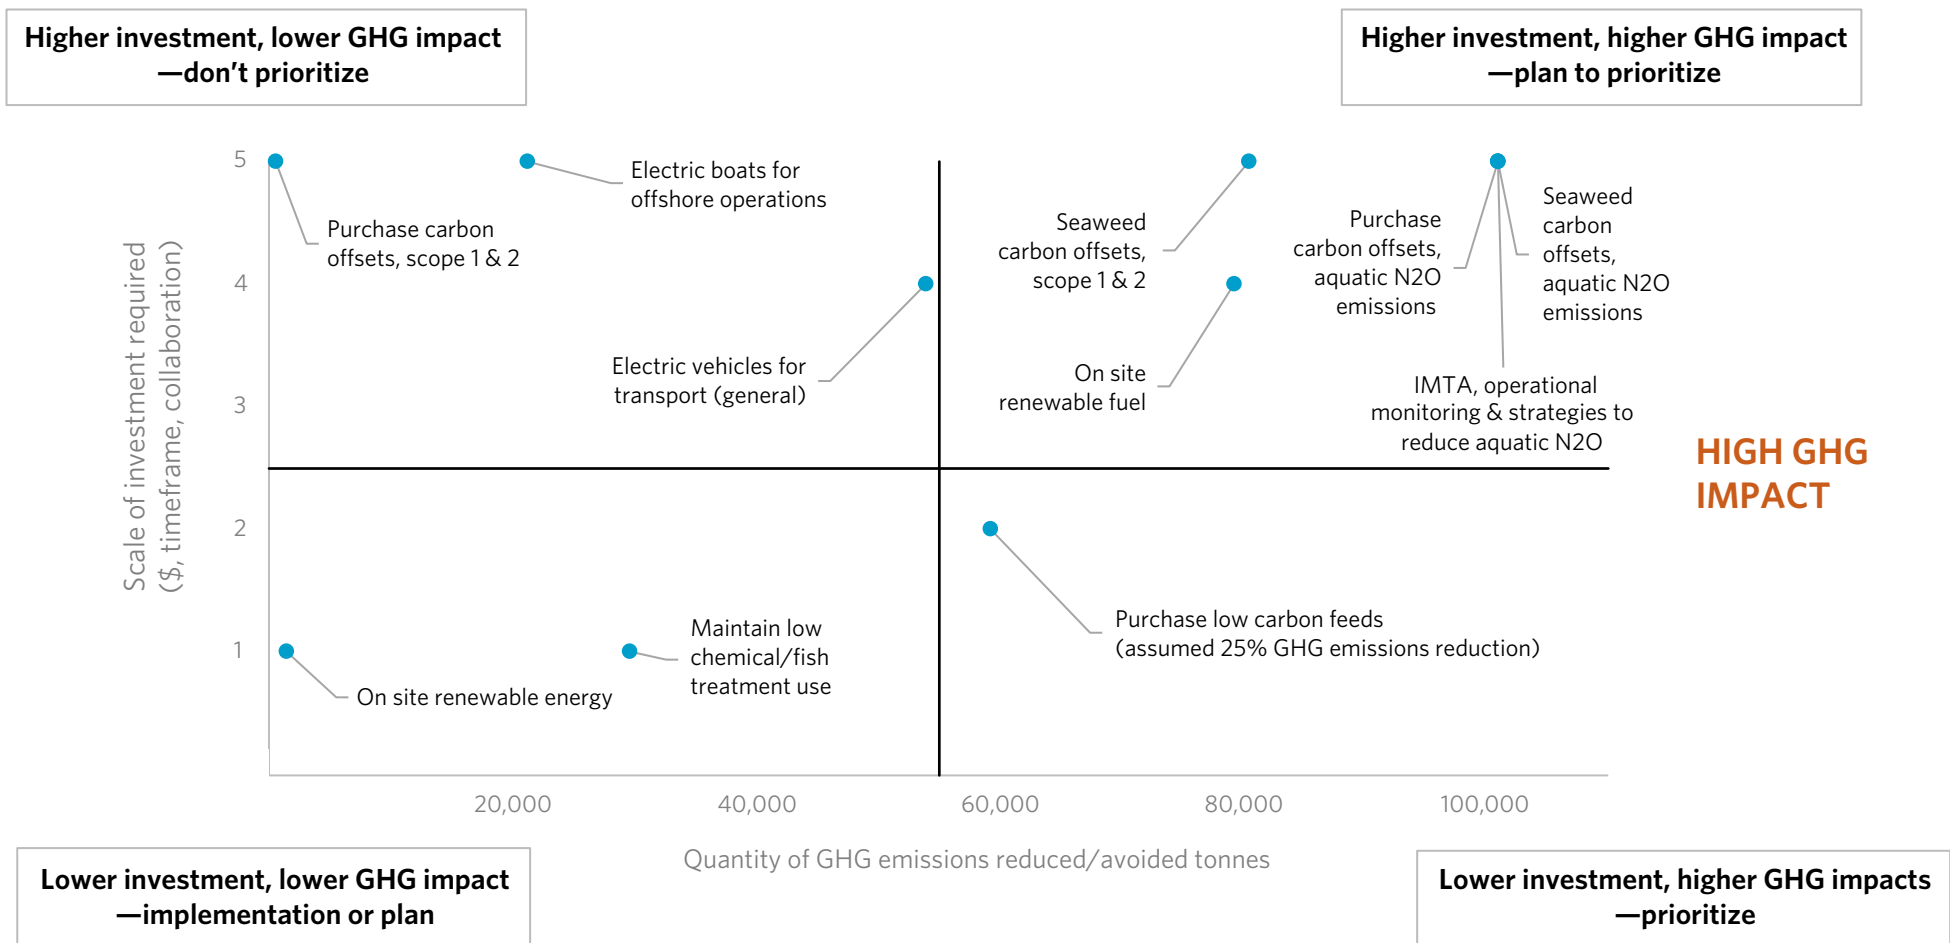 Higher investment, lower GHG impact
—don't prioritize
Higher investment, higher GHG impact
—plan to prioritize
Scale of investment required
($, timeframe, collaboration)
5
4
3
2
1
Purchase carbon
offsets, scope 1 & 2
Electric boats for
offshore operations
Electric vehicles for
transport (general)
Seaweed
carbon offsets,
scope 1 & 2
On site
renewable fuel
Purchase
carbon offsets,
aquatic N2O
emissions
Seaweed
carbon
offsets,
aquatic N2O
emissions
IMTA, operational
monitoring & strategies to
reduce aquatic N2O
HIGH GHG
IMPACT
On site renewable energy
Maintain low
chemical/fish
treatment use
Purchase low carbon feeds
(assumed 25% GHG emissions reduction)
20,000
40,000
60,000
80,000
100,000
Quantity of GHG emissions reduced/avoided tonnes
Lower investment, lower GHG impact
—implementation or plan
Lower investment, higher GHG impacts
—prioritize